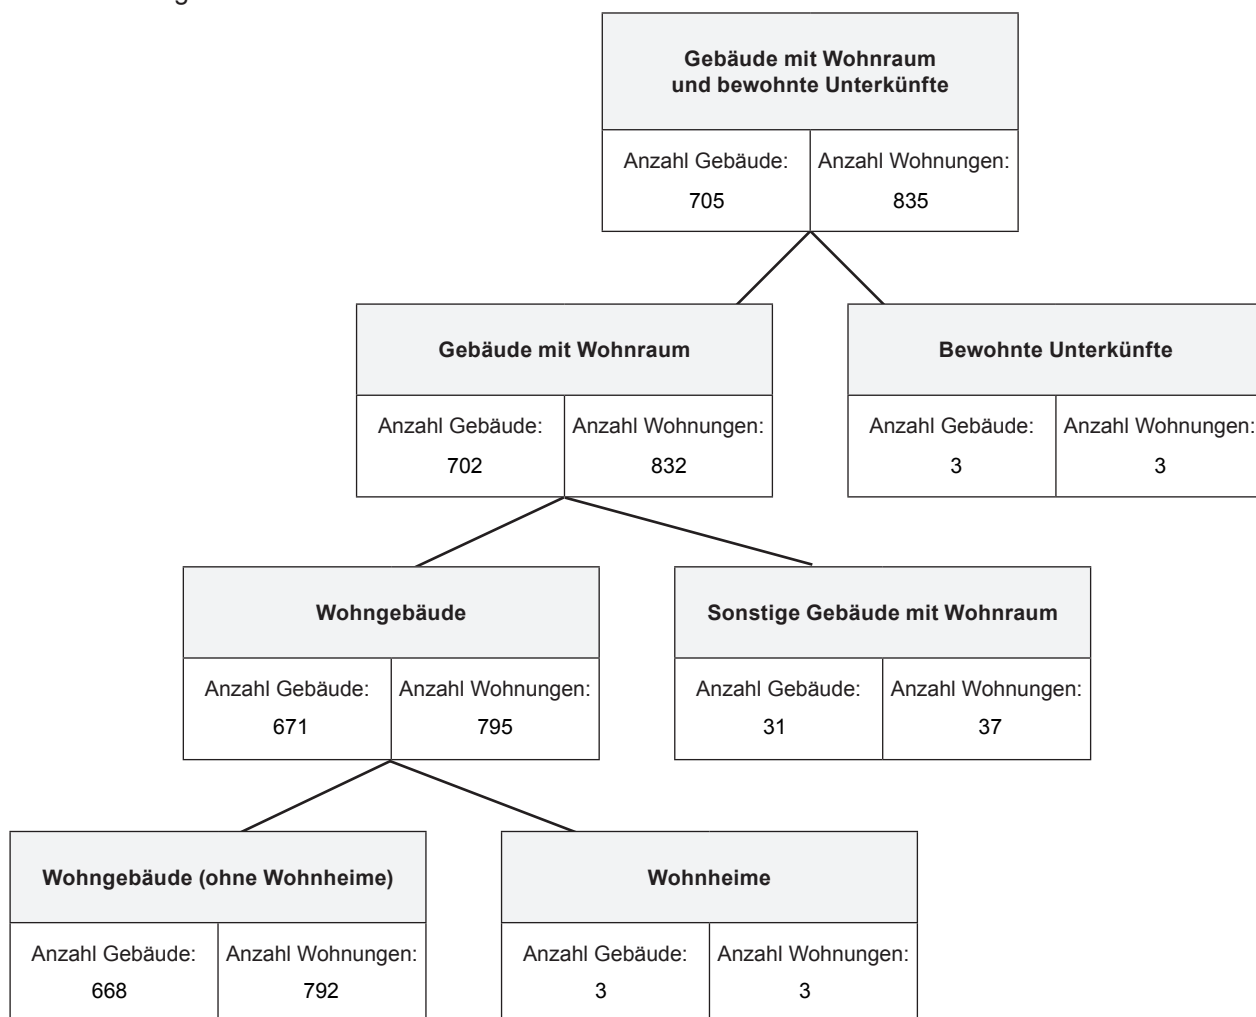 Gebäude mit Wohnraum
und bewohnte Unterkünfte
Anzahl Gebäude: Anzahl Wohnungen:
705 835
Gebäude mit Wohnraum
Bewohnte Unterkünfte
Anzahl Gebäude: Anzahl Wohnungen:
702 832
Anzahl Gebäude: Anzahl Wohnungen:
3 3
Wohngebäude
Sonstige Gebäude mit Wohnraum
Anzahl Gebäude: Anzahl Wohnungen:
671 795
Anzahl Gebäude: Anzahl Wohnungen:
31 37
Wohngebäude (ohne Wohnheime)
Wohnheime
Anzahl Gebäude: Anzahl Wohnungen:
668 792
Anzahl Gebäude: Anzahl Wohnungen:
3 3